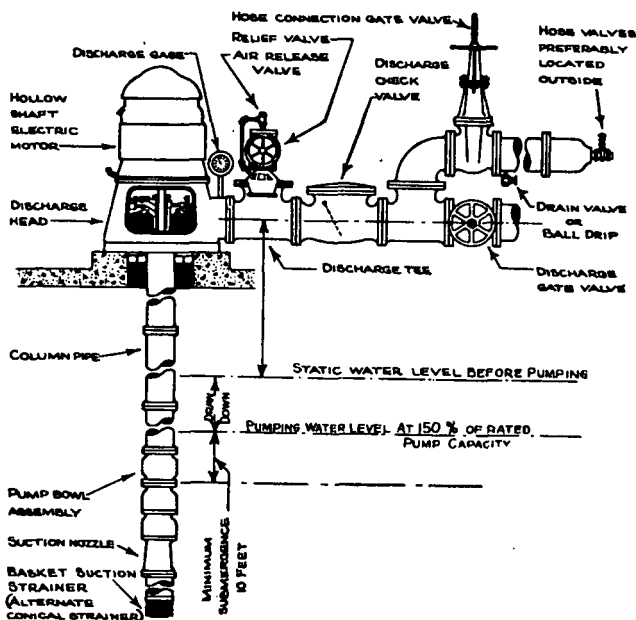 HOSE CONNECTION GATE VALVE
RELIEF VALVE
AIR RELEASE
VALVE
DISCHARGE GAGE
HOLLOW
SHAFT
ELECTRIC
MOTOR
DISCHARGE
HEAD
DISCHARGE
CHECK
VALVE
HOSE VALVES
PREFERABLY
LOCATED
OUTSIDE
DRAIN VALVE
OR
BALL DRIP
DISCHARGE TEE
DISCHARGE
GATE VALVE
COLUMN PIPE
STATIC WATER LEVEL BEFORE PUMPING
DRAW
DOWN
PUMPING WATER LEVEL AT 150 % OF RATED
PUMP CAPACITY
PUMP BOWL
ASSEMBLY
SUCTION NOZZLE
BASKET SUCTION
STRAINER
(ALTERNATE
CONICAL STRAINER)
MINIMUM
SUBMERGENCE
10 FEET